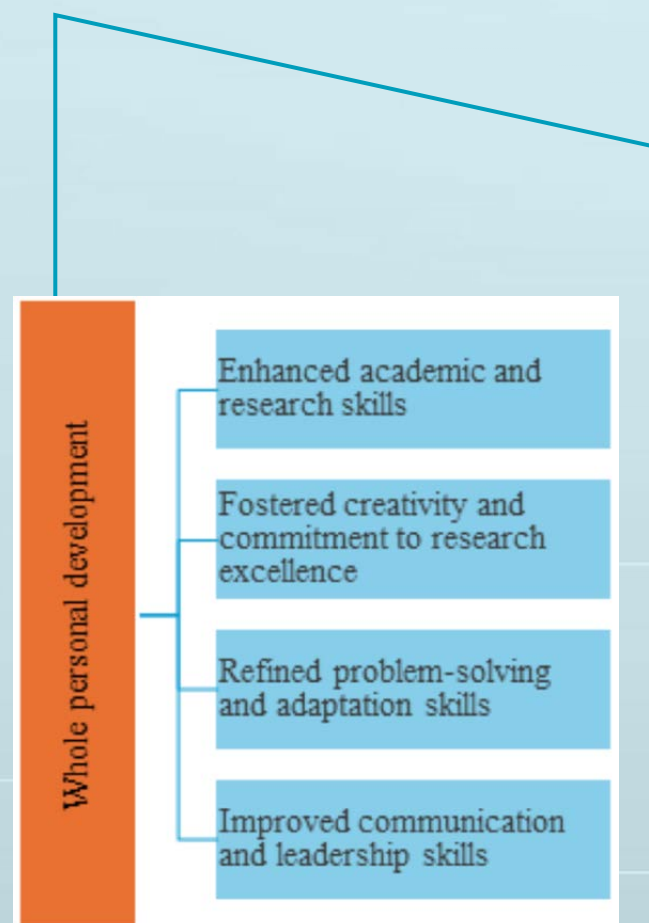 Whole personal development
Enhanced academic and
research skills
Fostered creativity and
commitment to research
excellence
Refined problem-solving
and adaptation skills
Improved communication
and leadership skills